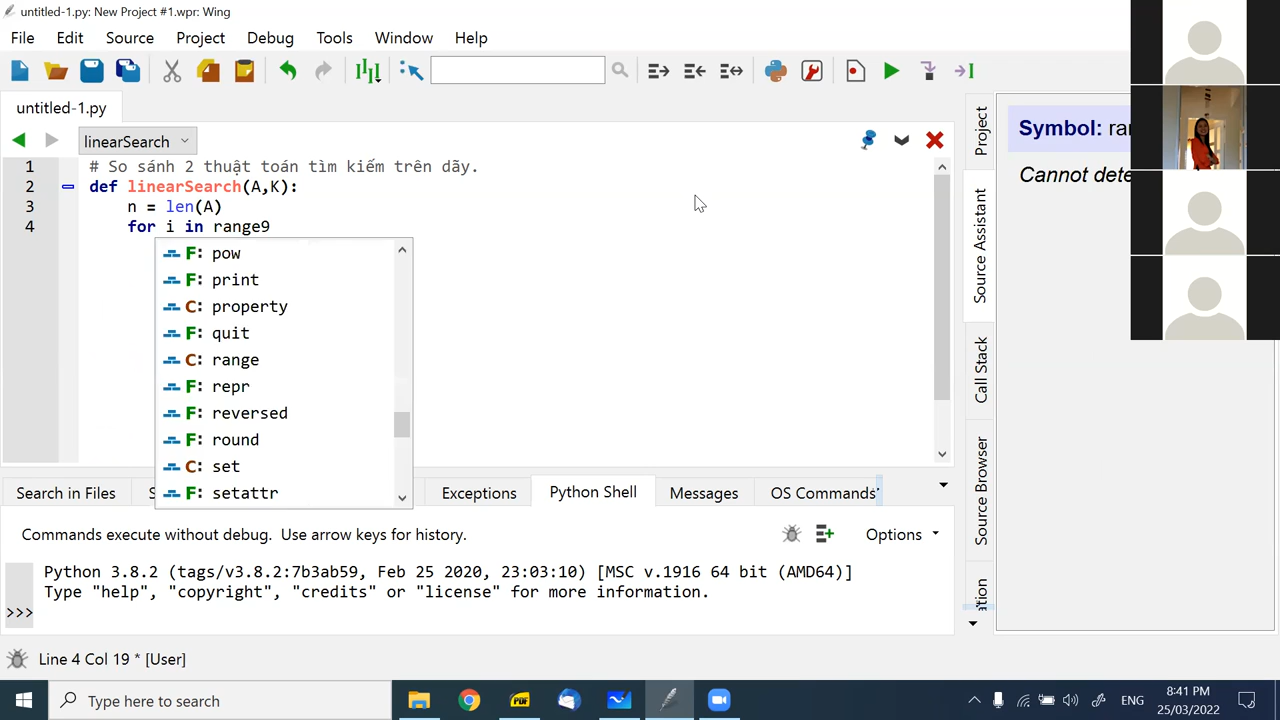 untitled-1.py: New Project #1.wpr: Wing
File Edit Source Project Debug Tools Window Help
untitled-1.py
linearSearch
1 # So sánh 2 thuật toán tìm kiếm trên dãy.
2 def linearSearch(A,K):
3 n = len(A)
4 for i in range9
F: pow
F: print
C: property
F: quit
C: range
F: repr
F: reversed
F: round
C: set
F: setattr
Project
Source Assistant
Call Stack
Source Browser
Symbol:
Cannot
Search in Files Exceptions Python Shell Messages OS Commands
Commands execute without debug. Use arrow keys for history.
Options
Python 3.8.2 (tags/v3.8.2:7b3ab59, Feb 25 2020, 23:03:10) [MSC v.1916 64 bit (AMD64)]
Type "help", "copyright", "credits" or "license" for more information.
>>>
Line 4 Col 19 * [User]
Type here to search
PDF
ENG
8:41 PM
25/03/2022